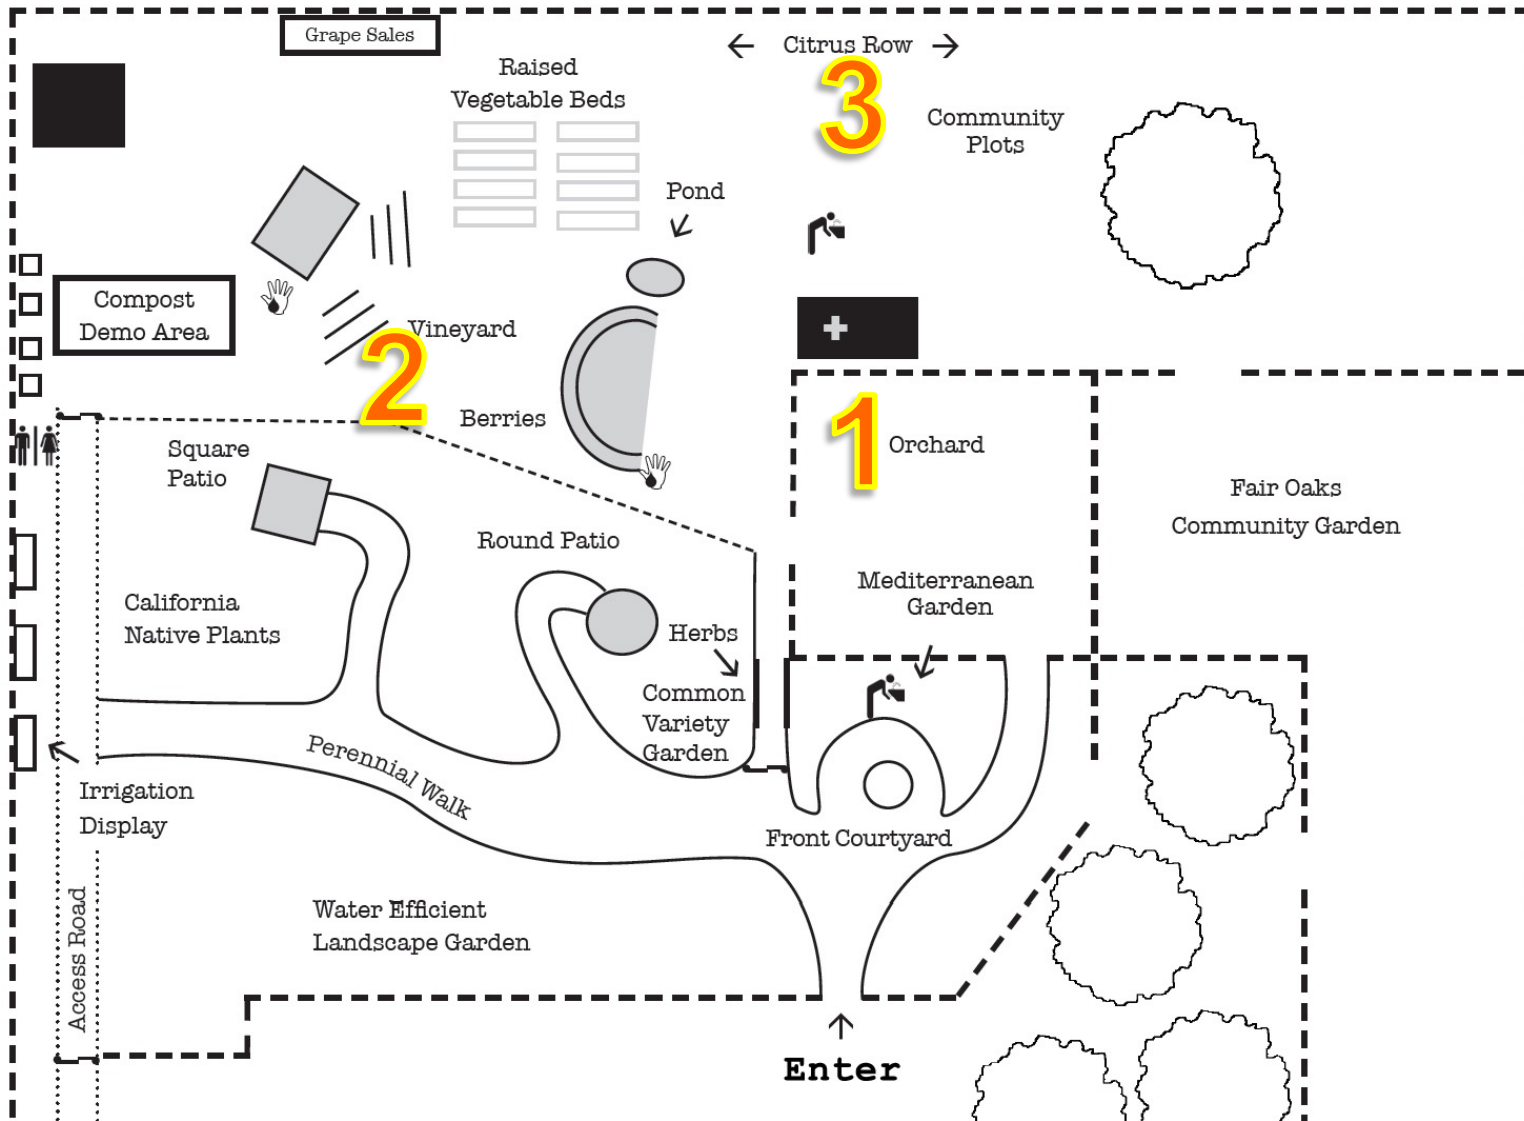 Grape Sales
Citrus Row
3
Raised
Vegetable Beds
Community
Plots
Pond
Compost
Demo Area
Vineyard
2
Berries
1
Orchard
Square
Patio
Fair Oaks
Community Garden
Round Patio
Mediterranean
Garden
California
Native Plants
Herbs
Common
Variety
Garden
Perennial Walk
Irrigation
Display
Front Courtyard
Access Road
Water Efficient
Landscape Garden
Enter